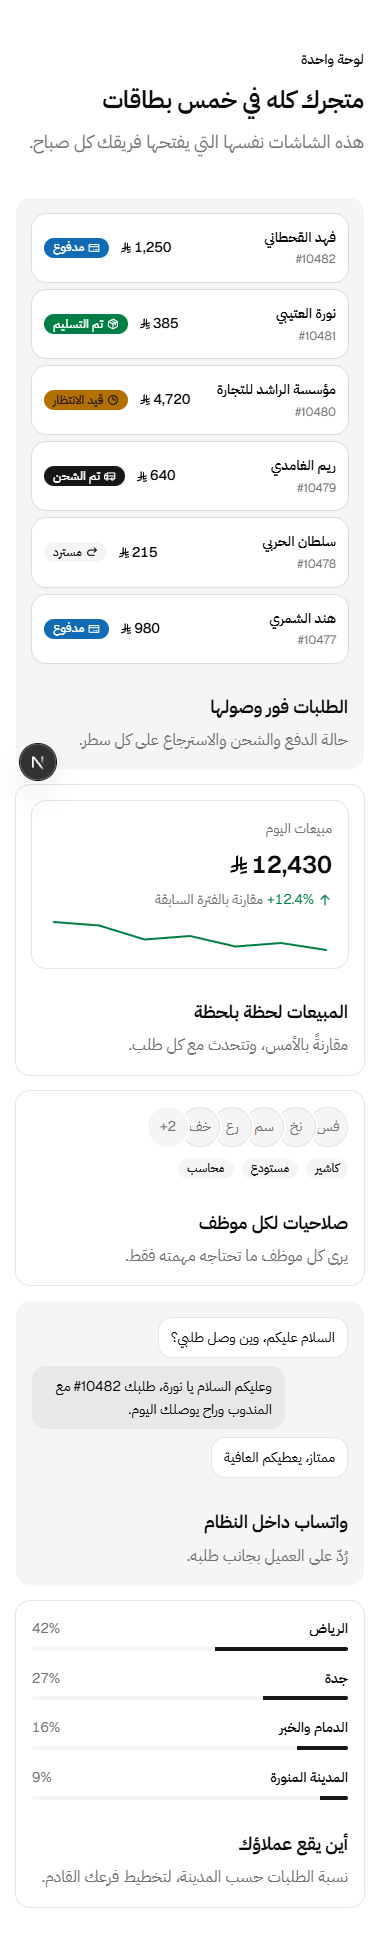 لوحة واحدة
متجرك كله في خمس بطاقات
هذه الشاشات نفسها التي يفتحها فريقك كل صباح.
فهد القحطاني
#10482
1,250
مدفوع
نورة العتيبي
#10481
385
تم التسليم
مؤسسة الراشد للتجارة
#10480
4,720
قيد الانتظار
ريم الغامدي
#10479
640
تم الشحن
سلطان الحربي
#10478
215
مسترد
هند الشمري
#10477
980
مدفوع
الطلبات فور وصولها
حالة الدفع والشحن والاسترجاع على كل سطر.
N
مبيعات اليوم
12,430
+12.4% مقارنة بالفترة السابقة
المبيعات لحظة بلحظة
مقارنةً بالأمس، وتتحدث مع كل طلب.
فس نخ سم رع خف +2
كاشير مستودع محاسب
صلاحيات لكل موظف
يرى كل موظف ما تحتاجه مهمته فقط.
السلام عليكم، وين وصل طلبي؟
وعليكم السلام يا نورة، طلبك #10482 مع
المندوب وراح يوصلك اليوم.
ممتاز، يعطيكم العافية
واتساب داخل النظام
رُدّ على العميل بجانب طلبه.
الرياض 42%
جدة 27%
الدمام والخبر 16%
المدينة المنورة 9%
أين يقع عملاؤك
نسبة الطلبات حسب المدينة، لتخطيط فرعك القادم.